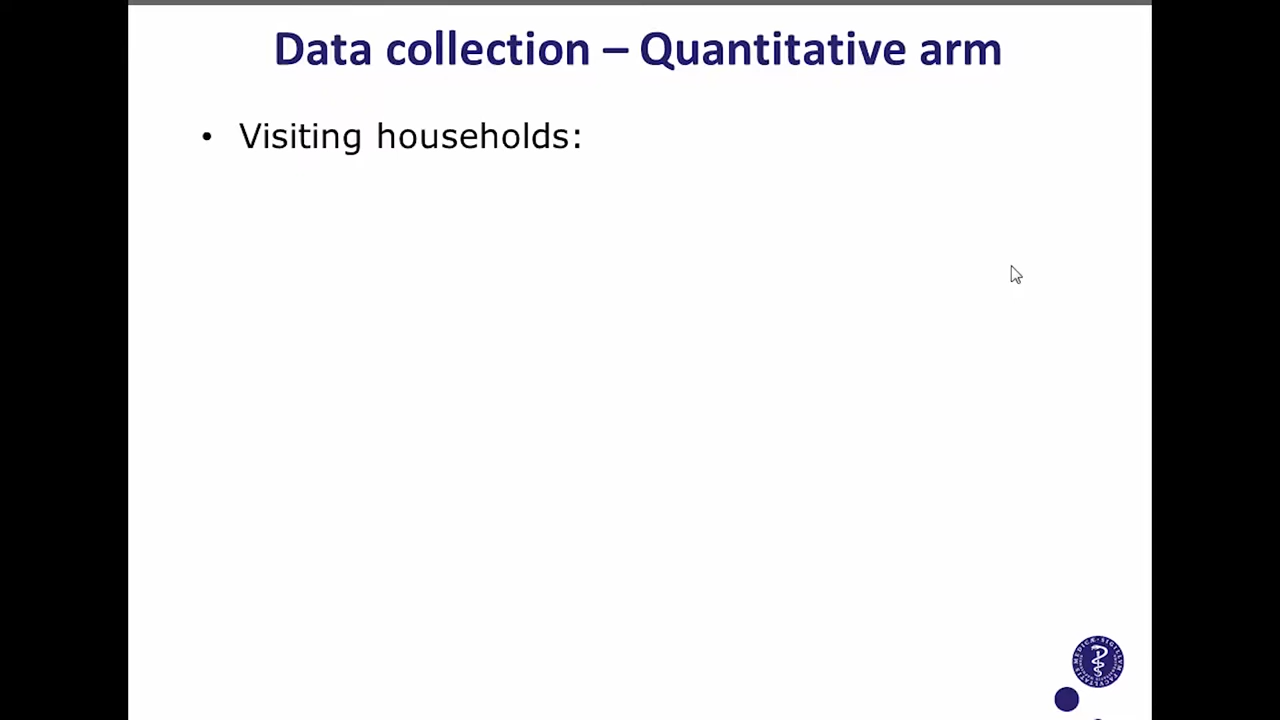 Data collection – Quantitative arm
• Visiting households: